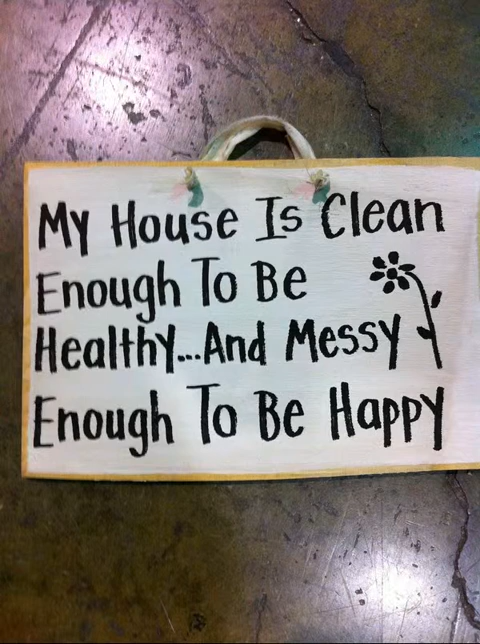 My House Is Clean
Enough To Be
Healthy...And Messy
Enough To Be Happy